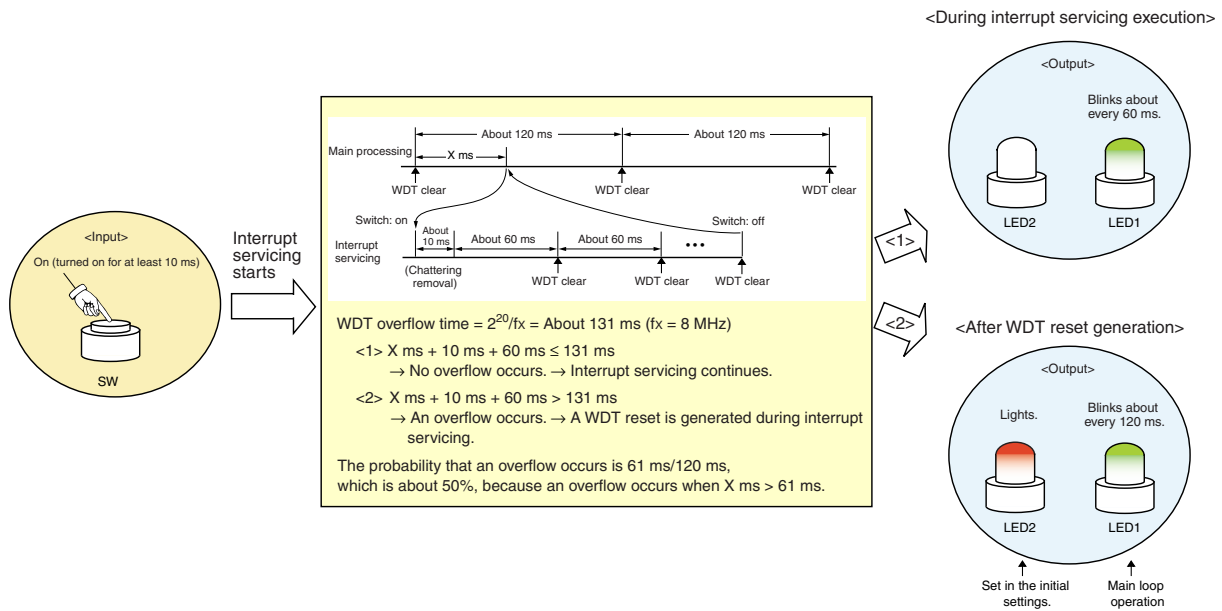 <Input>
On (turned on for at least 10 ms)
SW
Interrupt
servicing
starts
About 120 ms
About 120 ms
Main processing
X ms
WDT clear
WDT clear
WDT clear
Switch: on
Switch: off
About
10 ms
About 60 ms
About 60 ms
•••
Interrupt
servicing
(Chattering
removal)
WDT clear
WDT clear
WDT clear
WDT overflow time = 2²⁰/fx = About 131 ms (fx = 8 MHz)
<1> X ms + 10 ms + 60 ms ≤ 131 ms
→ No overflow occurs. → Interrupt servicing continues.
<2> X ms + 10 ms + 60 ms > 131 ms
→ An overflow occurs. → A WDT reset is generated during interrupt
servicing.
The probability that an overflow occurs is 61 ms/120 ms,
which is about 50%, because an overflow occurs when X ms > 61 ms.
<1>
<2>
<During interrupt servicing execution>
<Output>
Blinks about
every 60 ms.
LED2
LED1
<After WDT reset generation>
<Output>
Lights.
Blinks about
every 120 ms.
LED2
LED1
Set in the initial
settings.
Main loop
operation